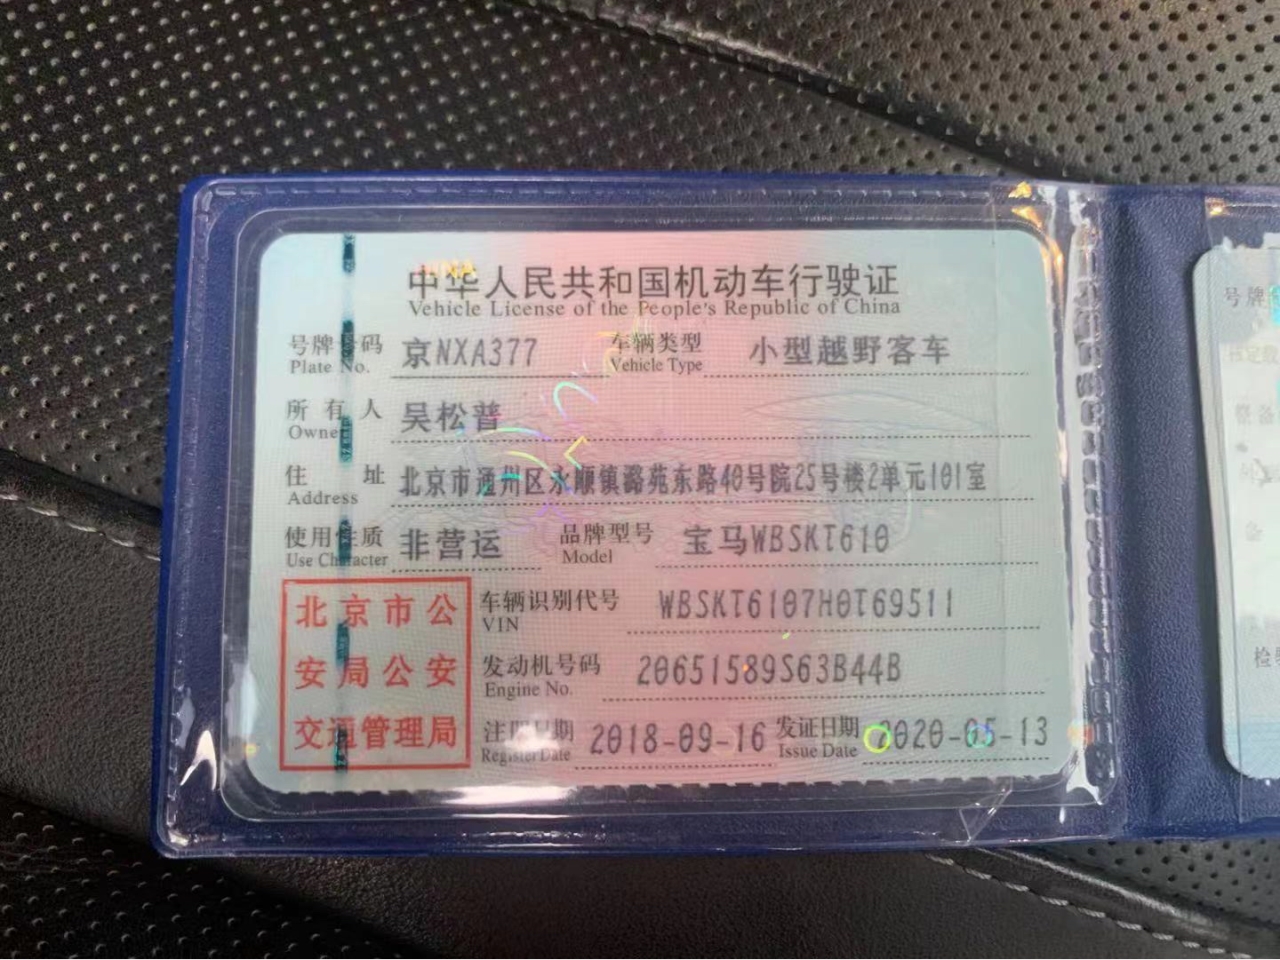 中华人民共和国机动车行驶证
Vehicle License of the People's Republic of China
号牌号码 京NXA377 车辆类型 小型越野客车
Plate No. Vehicle Type
所有人 吴松普
Owner
住址 北京市通州区永顺镇潞苑东路40号院25号楼2单元101室
Address
使用性质 非营运 品牌型号 宝马WBSKT610
Use Character Model
北京市公
安局公安
交通管理局
车辆识别代号 WBSKT6107H0T69511
VIN
发动机号码 20651589S63B44B
Engine No.
注册日期 2018-09-16 发证日期 2020-05-13
Register Date Issue Date
号牌
检